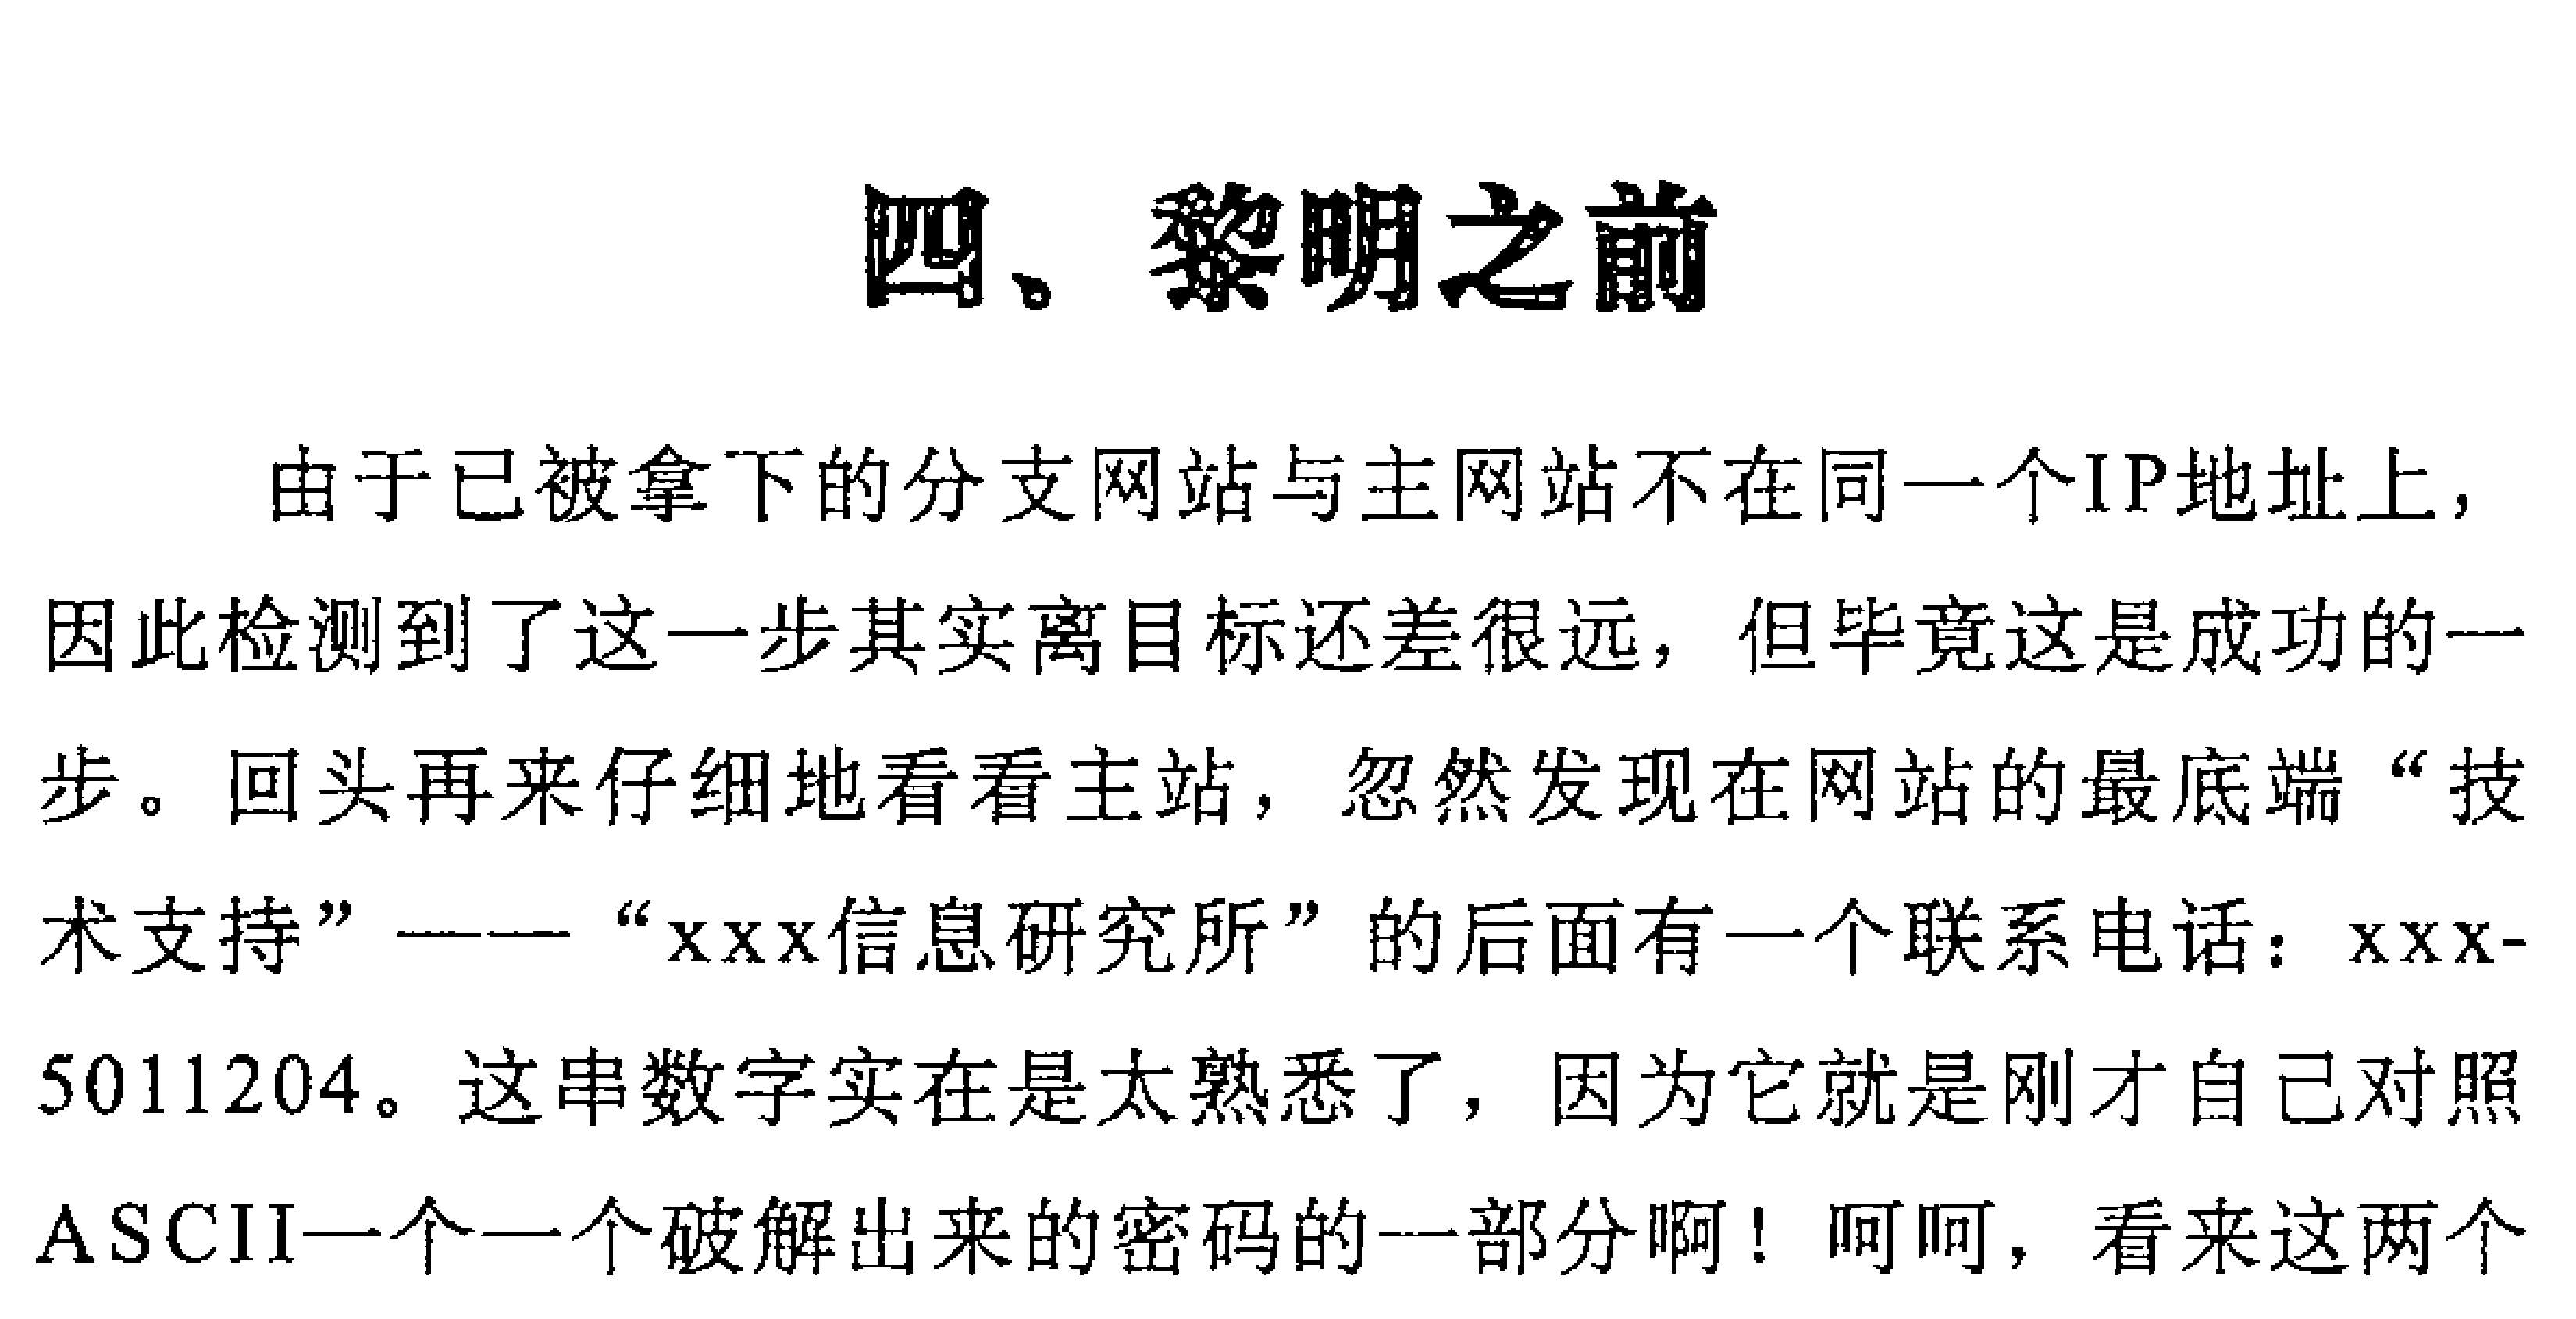 四、黎明之前
由于已被拿下的分支网站与主网站不在同一个IP地址上，
因此检测到了这一步其实离目标还差很远，但毕竟这是成功的一
步。回头再来仔细地看看主站，忽然发现在网站的最底端“技
术支持”——“xxx信息研究所”的后面有一个联系电话：xxx-
5011204。这串数字实在是太熟悉了，因为它就是刚才自己对照
ASCII一个一个破解出来的密码的一部分啊！呵呵，看来这两个